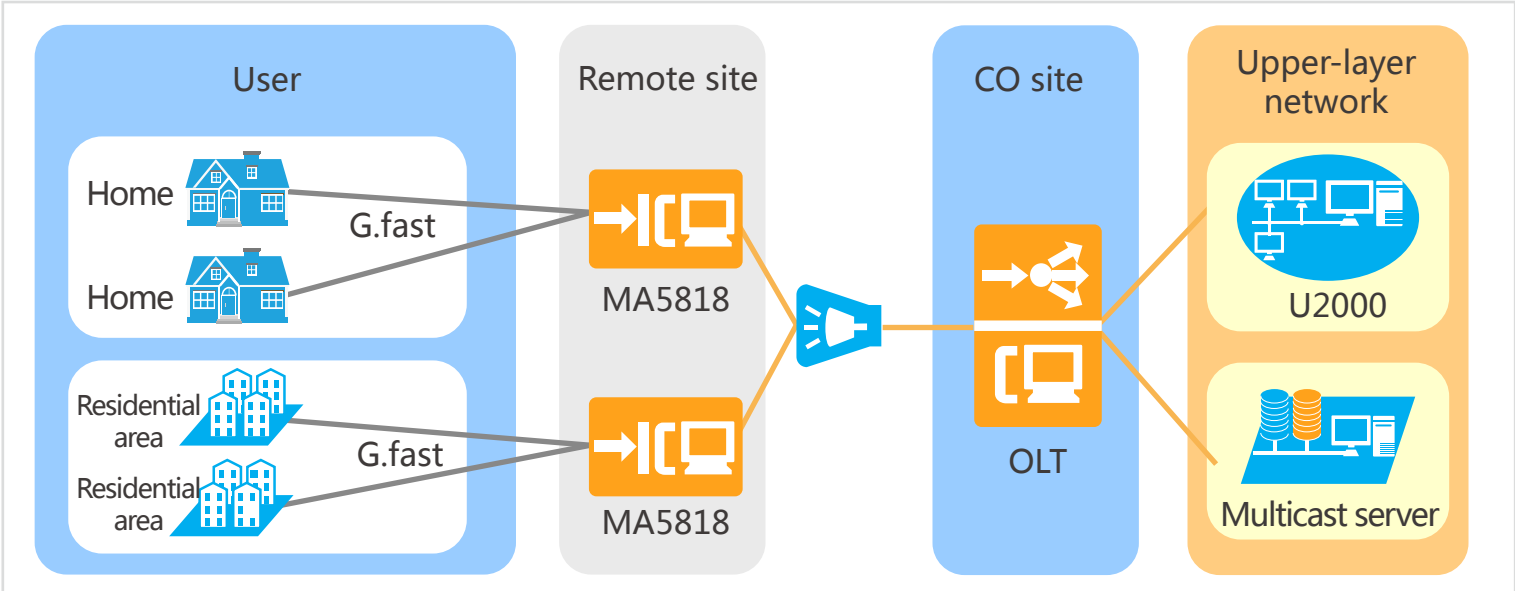 User
Home
G.fast
Home
Residential
area
G.fast
Residential
area
Remote site
MA5818
MA5818
CO site
OLT
Upper-layer
network
U2000
Multicast server